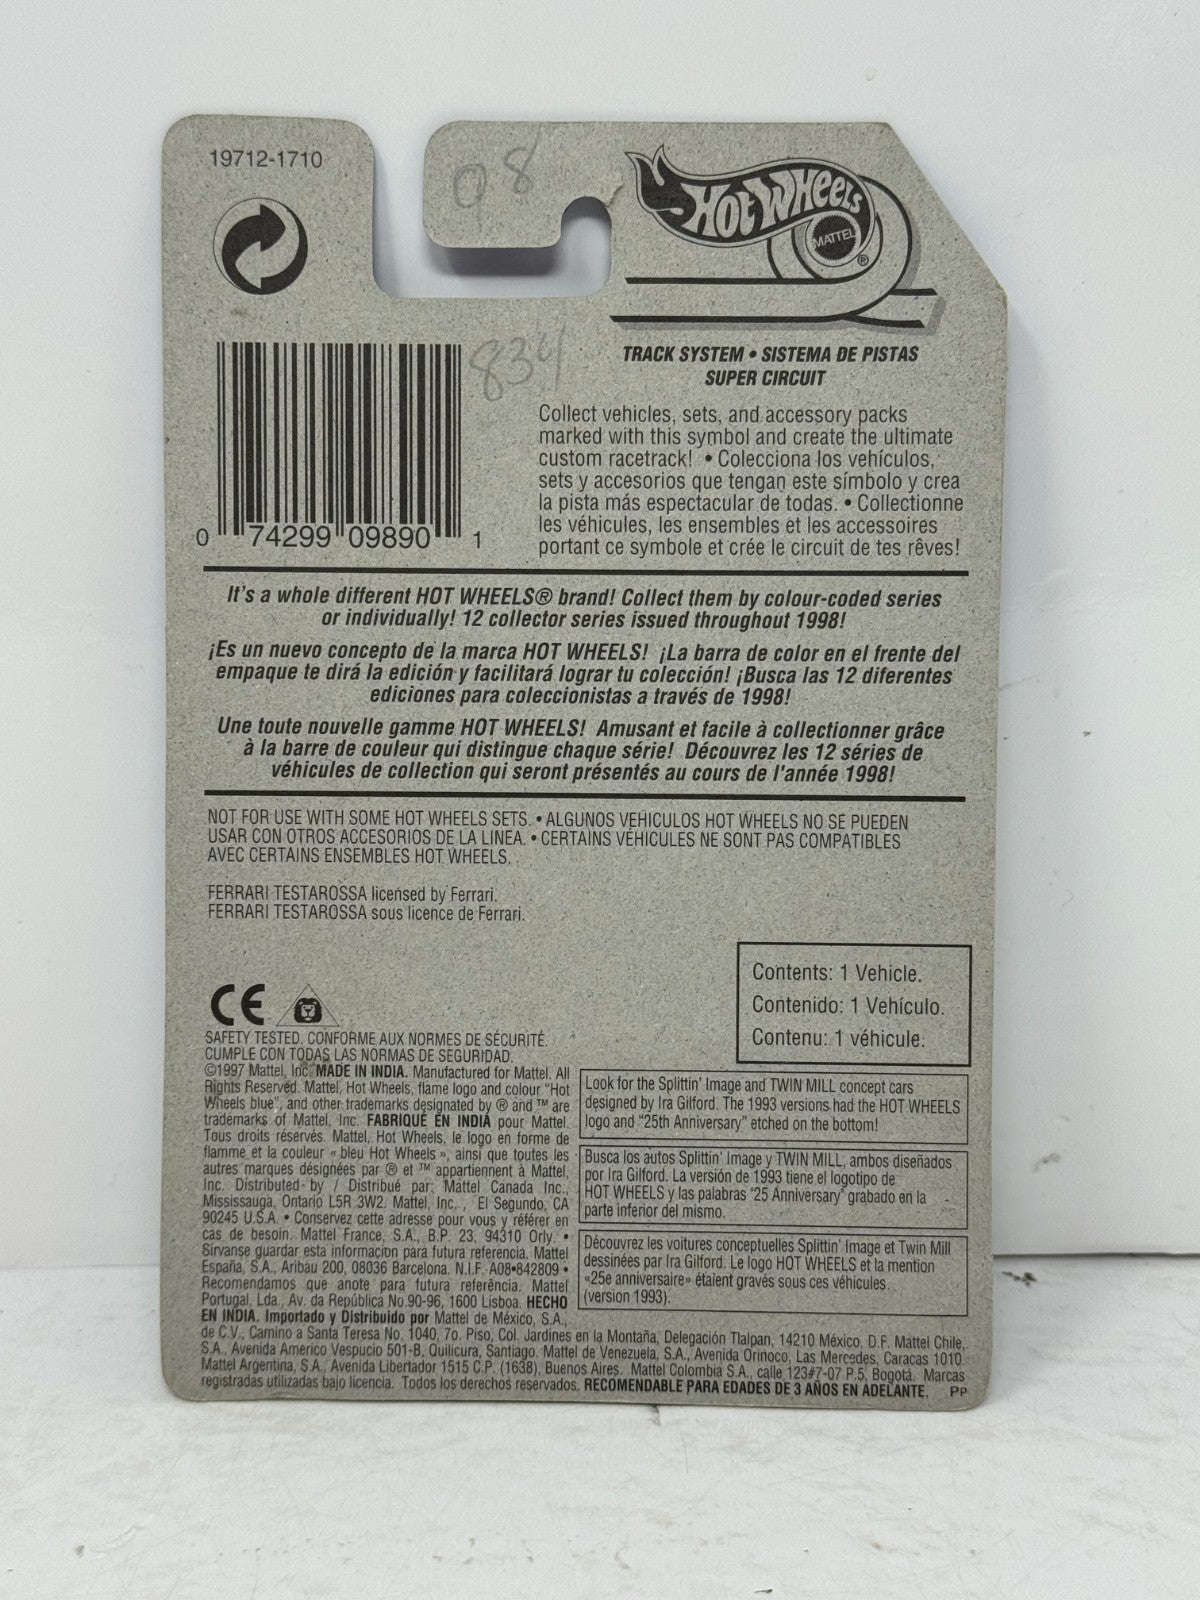 19712-1710
98
HOT WHEELS
MATTEL
®
834
TRACK SYSTEM • SISTEMA DE PISTAS
SUPER CIRCUIT
Collect vehicles, sets, and accessory packs
marked with this symbol and create the ultimate
custom racetrack! • Colecciona los vehículos,
sets y accesorios que tengan este símbolo y crea
la pista más espectacular de todas. • Collectionne
les véhicules, les ensembles et les accessoires
portant ce symbole et crée le circuit de tes rêves!
0 74299 09890 1
It's a whole different HOT WHEELS® brand! Collect them by colour-coded series
or individually! 12 collector series issued throughout 1998!
¡Es un nuevo concepto de la marca HOT WHEELS! ¡La barra de color en el frente del
empaque te dirá la edición y facilitará lograr tu colección! ¡Busca las 12 diferentes
ediciones para coleccionistas a través de 1998!
Une toute nouvelle gamme HOT WHEELS! Amusant et facile à collectionner grâce
à la barre de couleur qui distingue chaque série! Découvrez les 12 séries de
véhicules de collection qui seront présentés au cours de l'année 1998!
NOT FOR USE WITH SOME HOT WHEELS SETS. • ALGUNOS VEHICULOS HOT WHEELS NO SE PUEDEN
USAR CON OTROS ACCESORIOS DE LA LINEA. • CERTAINS VÉHICULES NE SONT PAS COMPATIBLES
AVEC CERTAINS ENSEMBLES HOT WHEELS.
FERRARI TESTAROSSA licensed by Ferrari.
FERRARI TESTAROSSA sous licence de Ferrari.
Contents: 1 Vehicle.
Contenido: 1 Vehículo.
Contenu: 1 véhicule.
CE
SAFETY TESTED. CONFORME AUX NORMES DE SÉCURITÉ.
CUMPLE CON TODAS LAS NORMAS DE SEGURIDAD.
©1997 Mattel, Inc. MADE IN INDIA. Manufactured for Mattel. All
Rights Reserved. Mattel, Hot Wheels, flame logo and colour "Hot
Wheels blue", and other trademarks designated by ® and ™ are
trademarks of Mattel, Inc. FABRIQUÉ EN INDIA pour Mattel.
Tous droits réservés. Mattel, Hot Wheels, le logo en forme de
flamme et la couleur « bleu Hot Wheels », ainsi que toutes les
autres marques désignées par ® et ™ appartiennent à Mattel,
Inc. Distributed by / Distribué par: Mattel Canada Inc.,
Mississauga, Ontario L5R 3W2. Mattel, Inc., El Segundo, CA
90245 U.S.A. • Conservez cette adresse pour vous y référer en
cas de besoin. Mattel France, S.A., B.P. 23, 94310 Orly. •
Sirvanse guardar esta informacion para futura referencia. Mattel
España, S.A., Aribau 200, 08036 Barcelona. N.I.F. A08•842809 •
Recomendamos que anote para futura referência. Mattel
Portugal, Lda., Av. da República No.90-96, 1600 Lisboa. HECHO
EN INDIA. Importado y Distribuido por Mattel de México, S.A.,
de C.V., Camino a Santa Teresa No. 1040, 7o. Piso, Col. Jardines en la Montaña, Delegación Tlalpan, 14210 México. D.F. Mattel Chile,
S.A., Avenida Americo Vespucio 501-B, Quilicura, Santiago. Mattel de Venezuela, S.A., Avenida Orinoco, Las Mercedes, Caracas 1010.
Mattel Argentina, S.A., Avenida Libertador 1515 C.P. (1638), Buenos Aires. Mattel Colombia S.A., calle 123#7-07 P.5, Bogotá. Marcas
registradas utilizadas bajo licencia. Todos los derechos reservados. RECOMENDABLE PARA EDADES DE 3 AÑOS EN ADELANTE. PP
Look for the Splittin' Image and TWIN MILL concept cars
designed by Ira Gilford. The 1993 versions had the HOT WHEELS
logo and "25th Anniversary" etched on the bottom!
Busca los autos Splittin' Image y TWIN MILL, ambos diseñados
por Ira Gilford. La versión de 1993 tiene el logotipo de
HOT WHEELS y las palabras "25 Anniversary" grabado en la
parte inferior del mismo.
Découvrez les voitures conceptuelles Splittin' Image et Twin Mill
dessinées par Ira Gilford. Le logo HOT WHEELS et la mention
«25e anniversaire» étaient gravés sous ces véhicules.
(version 1993).